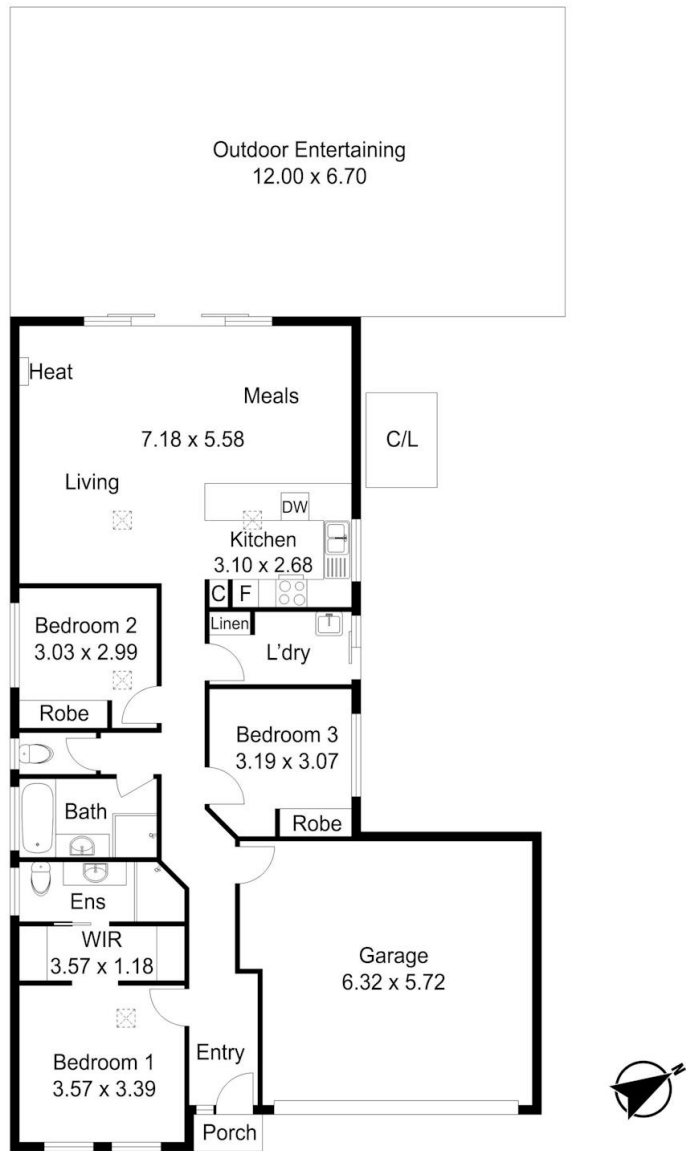 Outdoor Entertaining
12.00 x 6.70
Heat
Meals
7.18 x 5.58
C/L
Living
DW
Kitchen
3.10 x 2.68
C
F
Bedroom 2
3.03 x 2.99
Linen
L'dry
Robe
Bedroom 3
3.19 x 3.07
Bath
Robe
Ens
WIR
3.57 x 1.18
Garage
6.32 x 5.72
Bedroom 1
3.57 x 3.39
Entry
Porch
N